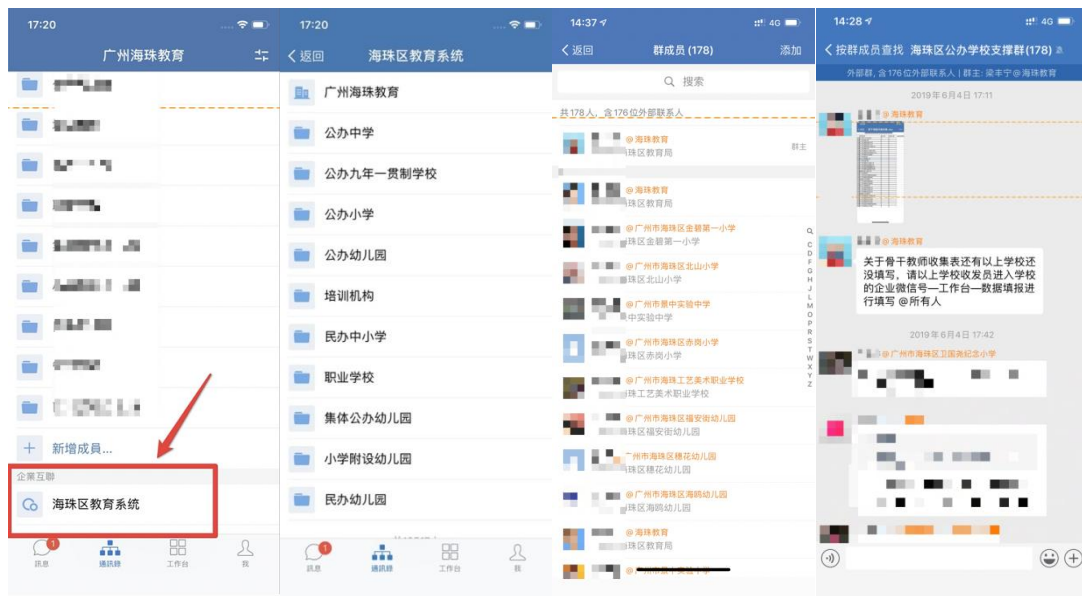 17:20
广州海珠教育
新增成員...
企業互聯
海珠区教育系统
1
訊息
通訊錄
工作台
我
17:20
返回
海珠区教育系统
广州海珠教育
公办中学
公办九年一贯制学校
公办小学
公办幼儿园
培训机构
民办中小学
职业学校
集体公办幼儿园
小学附设幼儿园
民办幼儿园
1
訊息
通訊錄
工作台
我
14:37
4G
返回
群成员 (178)
添加
搜索
共178人，含176位外部联系人
@海珠教育
珠区教育局
群主
@海珠教育
珠区教育局
@广州市海珠区金碧第一小学
珠区金碧第一小学
@广州市海珠区北山小学
珠区北山小学
@广州市景中实验中学
中实验中学
@广州市海珠区赤岗小学
珠区赤岗小学
@广州市海珠工艺美术职业学校
珠工艺美术职业学校
@广州市海珠区福安街幼儿园
珠区福安街幼儿园
广州市海珠区穗花幼儿园
珠区穗花幼儿园
@广州市海珠区海鸥幼儿园
珠区海鸥幼儿园
@海珠教育
珠区教育局
C
D
F
G
H
J
L
M
O
P
R
S
T
W
X
Y
Z
14:28
4G
按群成员查找
海珠区公办学校支撑群(178)
外部群, 含176位外部联系人 | 群主: 梁丰宁@海珠教育
2019年6月4日 17:11
@海珠教育
@海珠教育
关于骨干教师收集表还有以上学校还
没填写，请以上学校收发员进入学校
的企业微信号—工作台—数据填报进
行填写 @所有人
2019年6月4日 17:42
@广州市海珠区卫国尧纪念小学